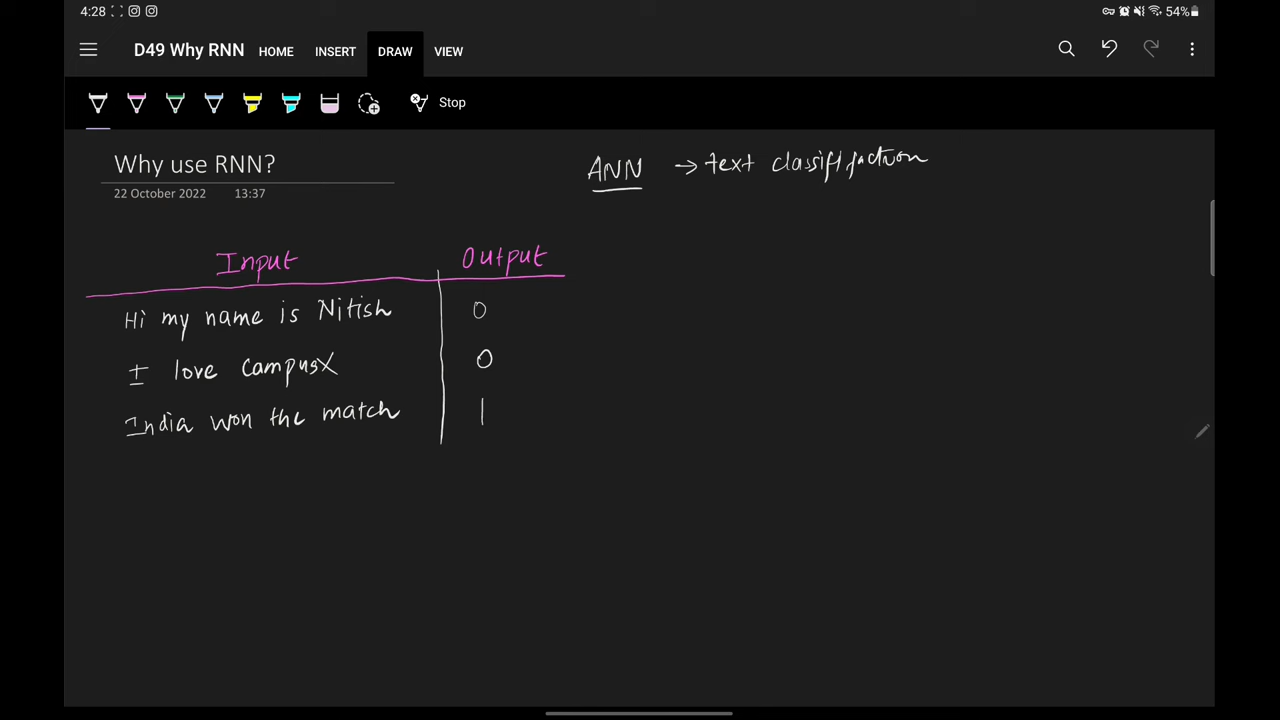 4:28 54%
D49 Why RNN HOME INSERT DRAW VIEW
Stop
Why use RNN?
22 October 2022 13:37
ANN → text classififaction
Input Output
Hi my name is Nitish 0
I love CampusX 0
India won the match 1